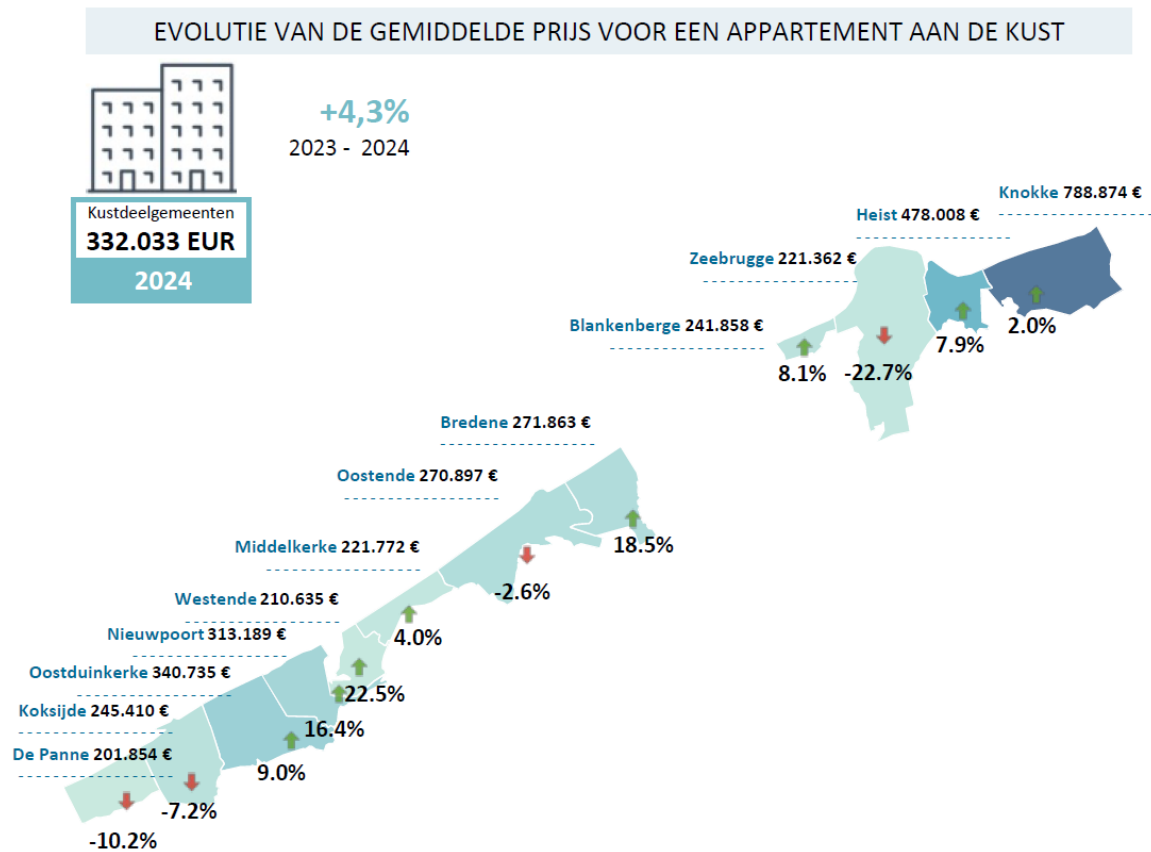 EVOLUTIE VAN DE GEMIDDELDE PRIJS VOOR EEN APPARTEMENT AAN DE KUST
+4,3%
2023 - 2024
Kustdeelgemeenten
332.033 EUR
2024
Knokke 788.874 €
Heist 478.008 €
Zeebrugge 221.362 €
Blankenberge 241.858 €
2.0%
7.9%
8.1%
-22.7%
Bredene 271.863 €
Oostende 270.897 €
Middelkerke 221.772 €
18.5%
-2.6%
Westende 210.635 €
Nieuwpoort 313.189 €
4.0%
Oostduinkerke 340.735 €
22.5%
Koksijde 245.410 €
16.4%
De Panne 201.854 €
9.0%
-7.2%
-10.2%